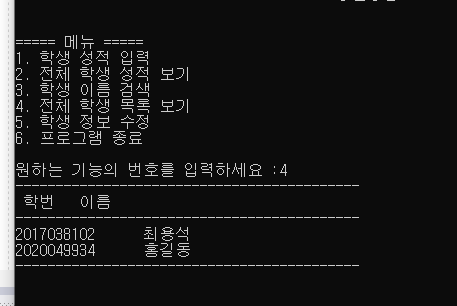 ===== 메뉴 =====
1. 학생 성적 입력
2. 전체 학생 성적 보기
3. 학생 이름 검색
4. 전체 학생 목록 보기
5. 학생 정보 수정
6. 프로그램 종료
원하는 기능의 번호를 입력하세요 :4
-------------------------------------------
학번 이름
-------------------------------------------
2017038102 최용석
2020049934 홍길동
-------------------------------------------